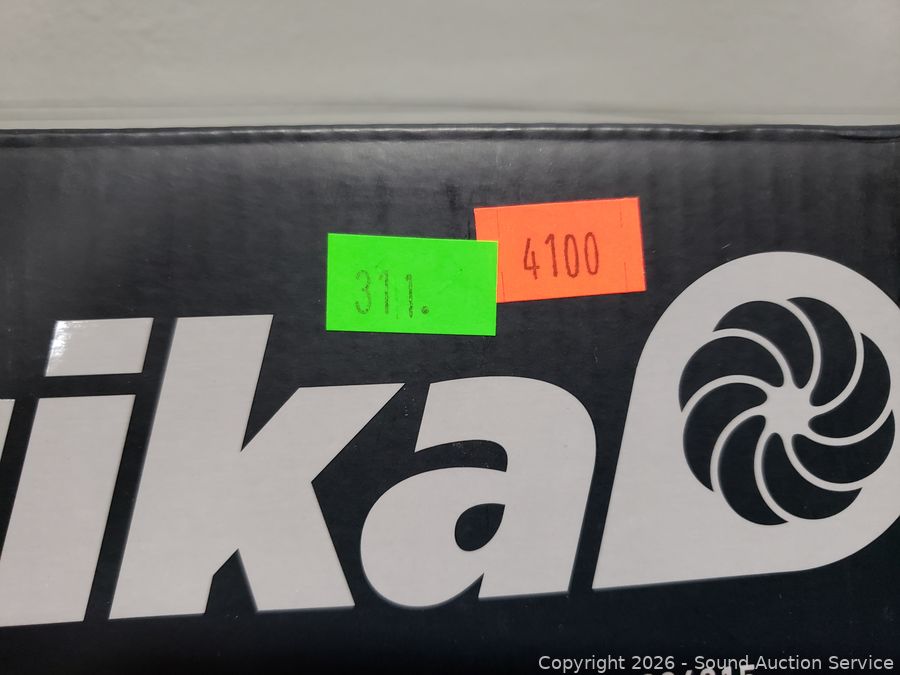 4100
311.
ika
Copyright 2026 - Sound Auction Service